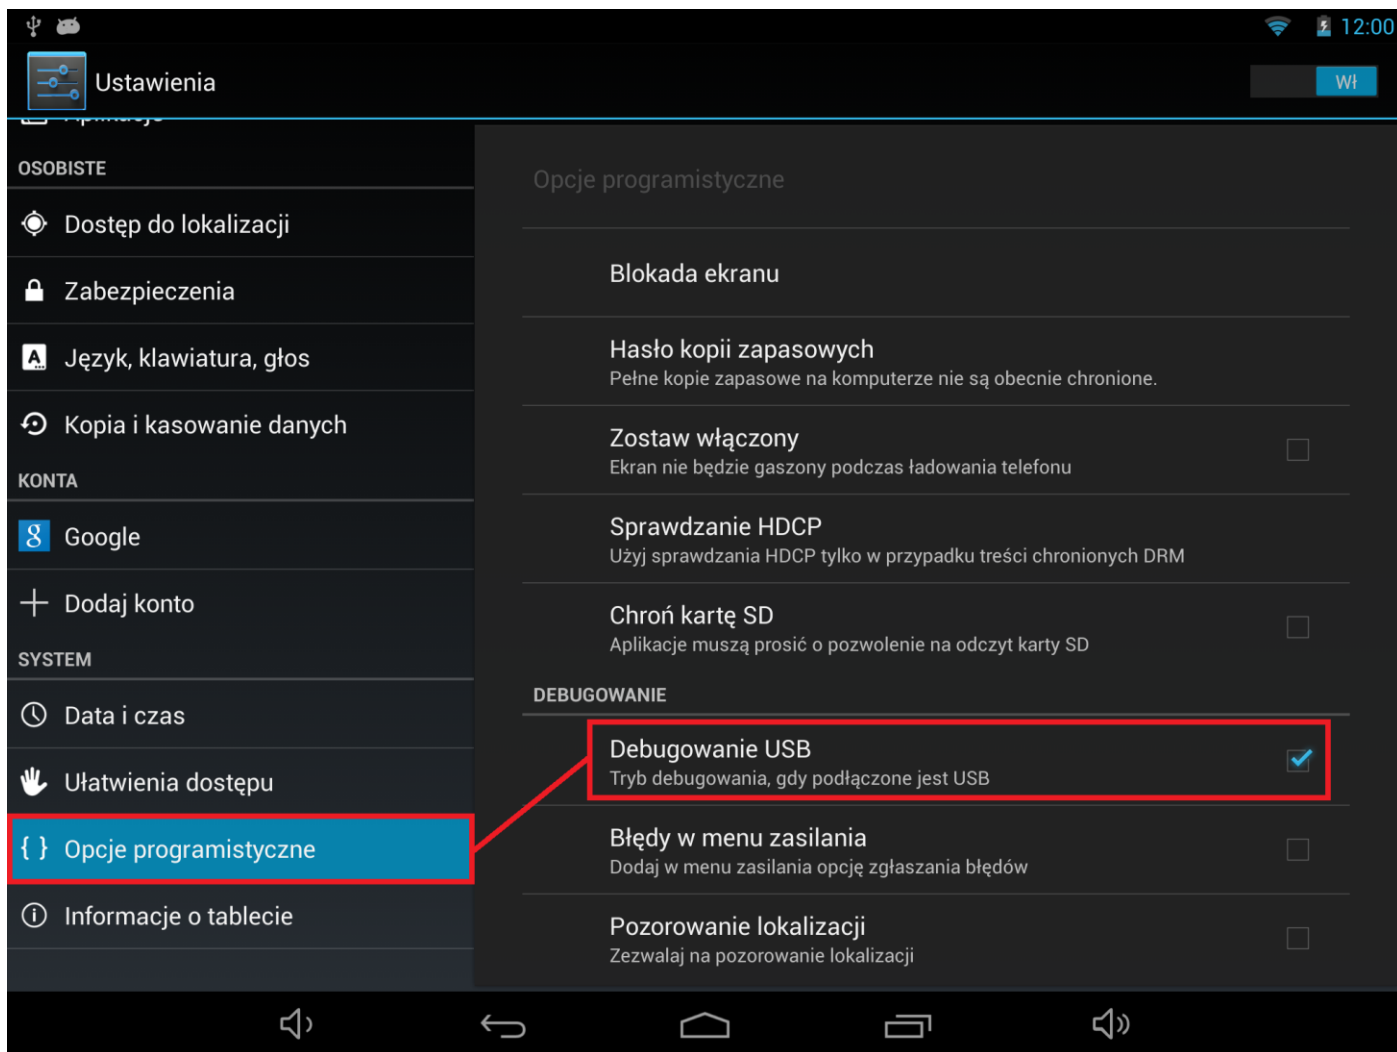 12:00
Ustawienia
Wł
Aplikacje
OSOBISTE
Dostęp do lokalizacji
Zabezpieczenia
Język, klawiatura, głos
Kopia i kasowanie danych
KONTA
Google
Dodaj konto
SYSTEM
Data i czas
Ułatwienia dostępu
Opcje programistyczne
Informacje o tablecie
Opcje programistyczne
Blokada ekranu
Hasło kopii zapasowych
Pełne kopie zapasowe na komputerze nie są obecnie chronione.
Zostaw włączony
Ekran nie będzie gaszony podczas ładowania telefonu
Sprawdzanie HDCP
Użyj sprawdzania HDCP tylko w przypadku treści chronionych DRM
Chroń kartę SD
Aplikacje muszą prosić o pozwolenie na odczyt karty SD
DEBUGOWANIE
Debugowanie USB
Tryb debugowania, gdy podłączone jest USB
Błędy w menu zasilania
Dodaj w menu zasilania opcję zgłaszania błędów
Pozorowanie lokalizacji
Zezwalaj na pozorowanie lokalizacji